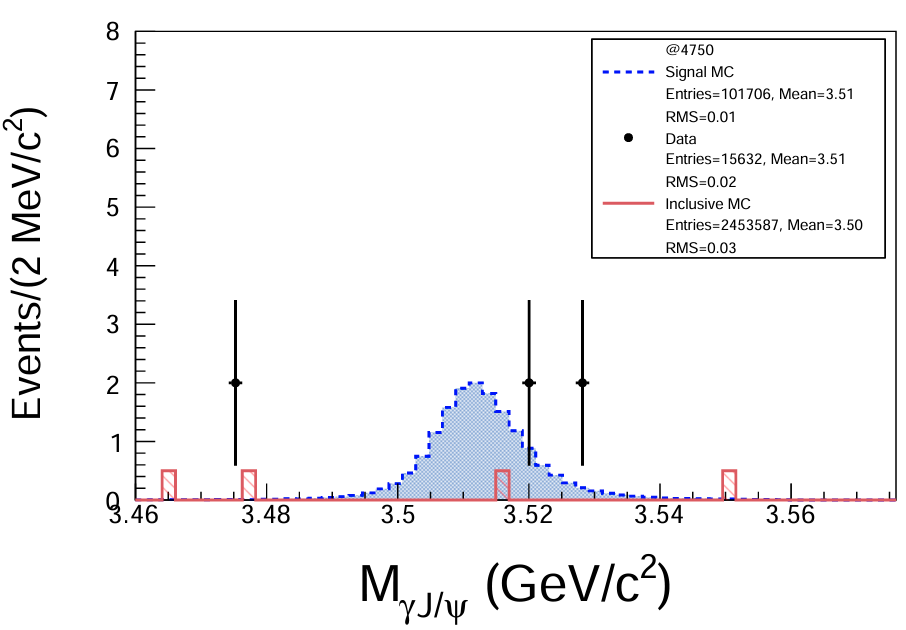 8
7
6
5
4
3
2
1
0
Events/(2 MeV/c²)
@4750
Signal MC
Entries=101706, Mean=3.51
RMS=0.01
Data
Entries=15632, Mean=3.51
RMS=0.02
Inclusive MC
Entries=2453587, Mean=3.50
RMS=0.03
3.46 3.48 3.5 3.52 3.54 3.56
M_γJ/ψ (GeV/c²)